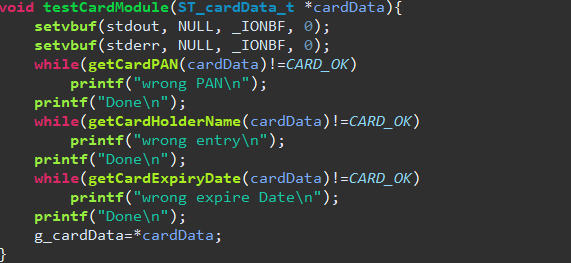 void testCardModule(ST_cardData_t *cardData){
    setvbuf(stdout, NULL, _IONBF, 0);
    setvbuf(stderr, NULL, _IONBF, 0);
    while(getCardPAN(cardData)!=CARD_OK)
        printf("wrong PAN\n");
    printf("Done\n");
    while(getCardHolderName(cardData)!=CARD_OK)
        printf("wrong entry\n");
    printf("Done\n");
    while(getCardExpiryDate(cardData)!=CARD_OK)
        printf("wrong expire Date\n");
    printf("Done\n");
    g_cardData=*cardData;
}